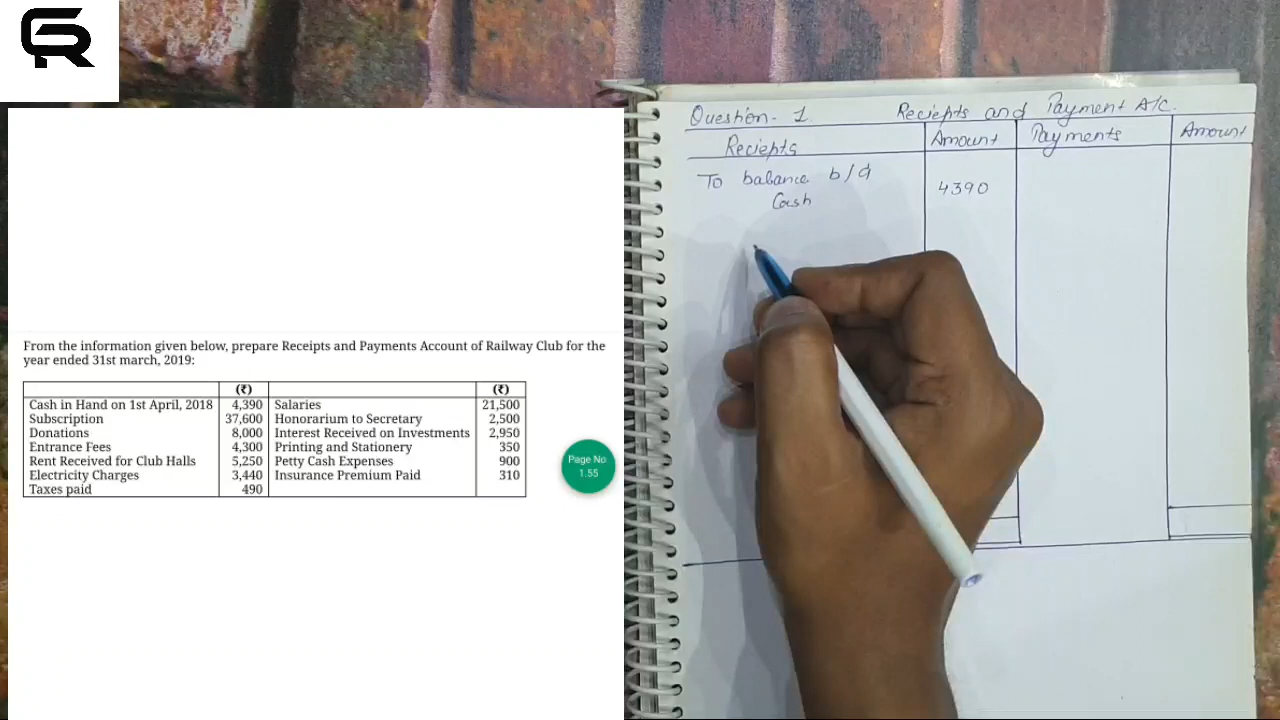 GR
From the information given below, prepare Receipts and Payments Account of Railway Club for the
year ended 31st march, 2019:
(₹) (₹)
Cash in Hand on 1st April, 2018 4,390 Salaries 21,500
Subscription 37,600 Honorarium to Secretary 2,500
Donations 8,000 Interest Received on Investments 2,950
Entrance Fees 4,300 Printing and Stationery 350
Rent Received for Club Halls 5,250 Petty Cash Expenses 900
Electricity Charges 3,440 Insurance Premium Paid 310
Taxes paid 490
Page No
1.55
Question- 1 Reciepts and Payment A/c.
Reciepts Amount Payments Amount
To balance b/d
Cash 4390